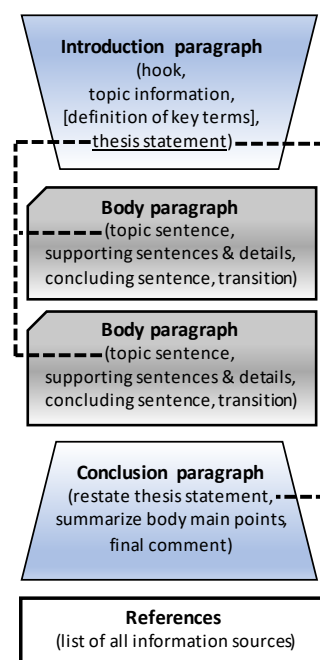 Introduction paragraph
(hook,
topic information,
[definition of key terms],
thesis statement)
Body paragraph
(topic sentence,
supporting sentences & details,
concluding sentence, transition)
Body paragraph
(topic sentence,
supporting sentences & details,
concluding sentence, transition)
Conclusion paragraph
(restate thesis statement,
summarize body main points,
final comment)
References
(list of all information sources)